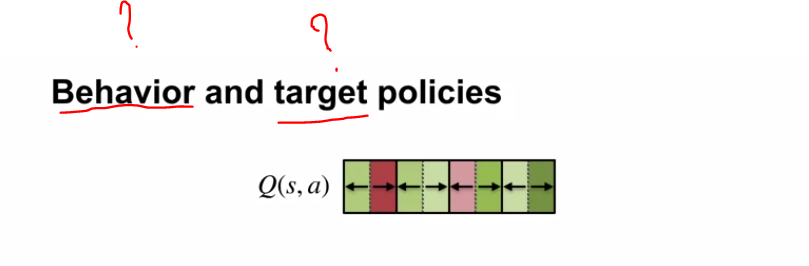 ? ?
Behavior and target policies
Q(s, a)